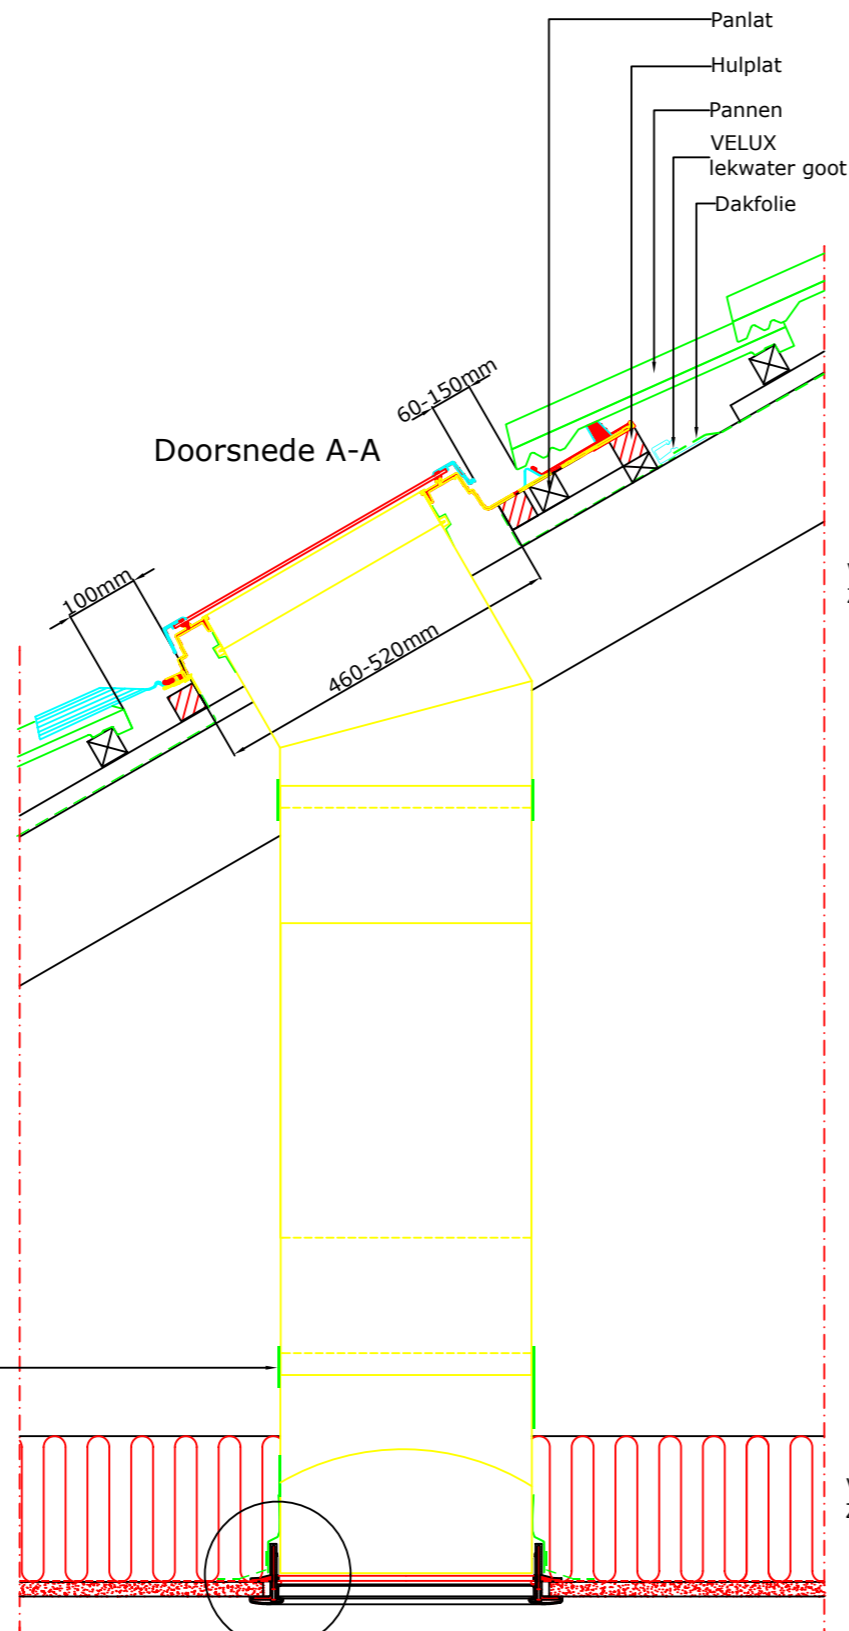 Panlat
Hulplat
Pannen
VELUX
lekwater goot
Dakfolie
60-150mm
Doorsnede A-A
100mm
460-520mm